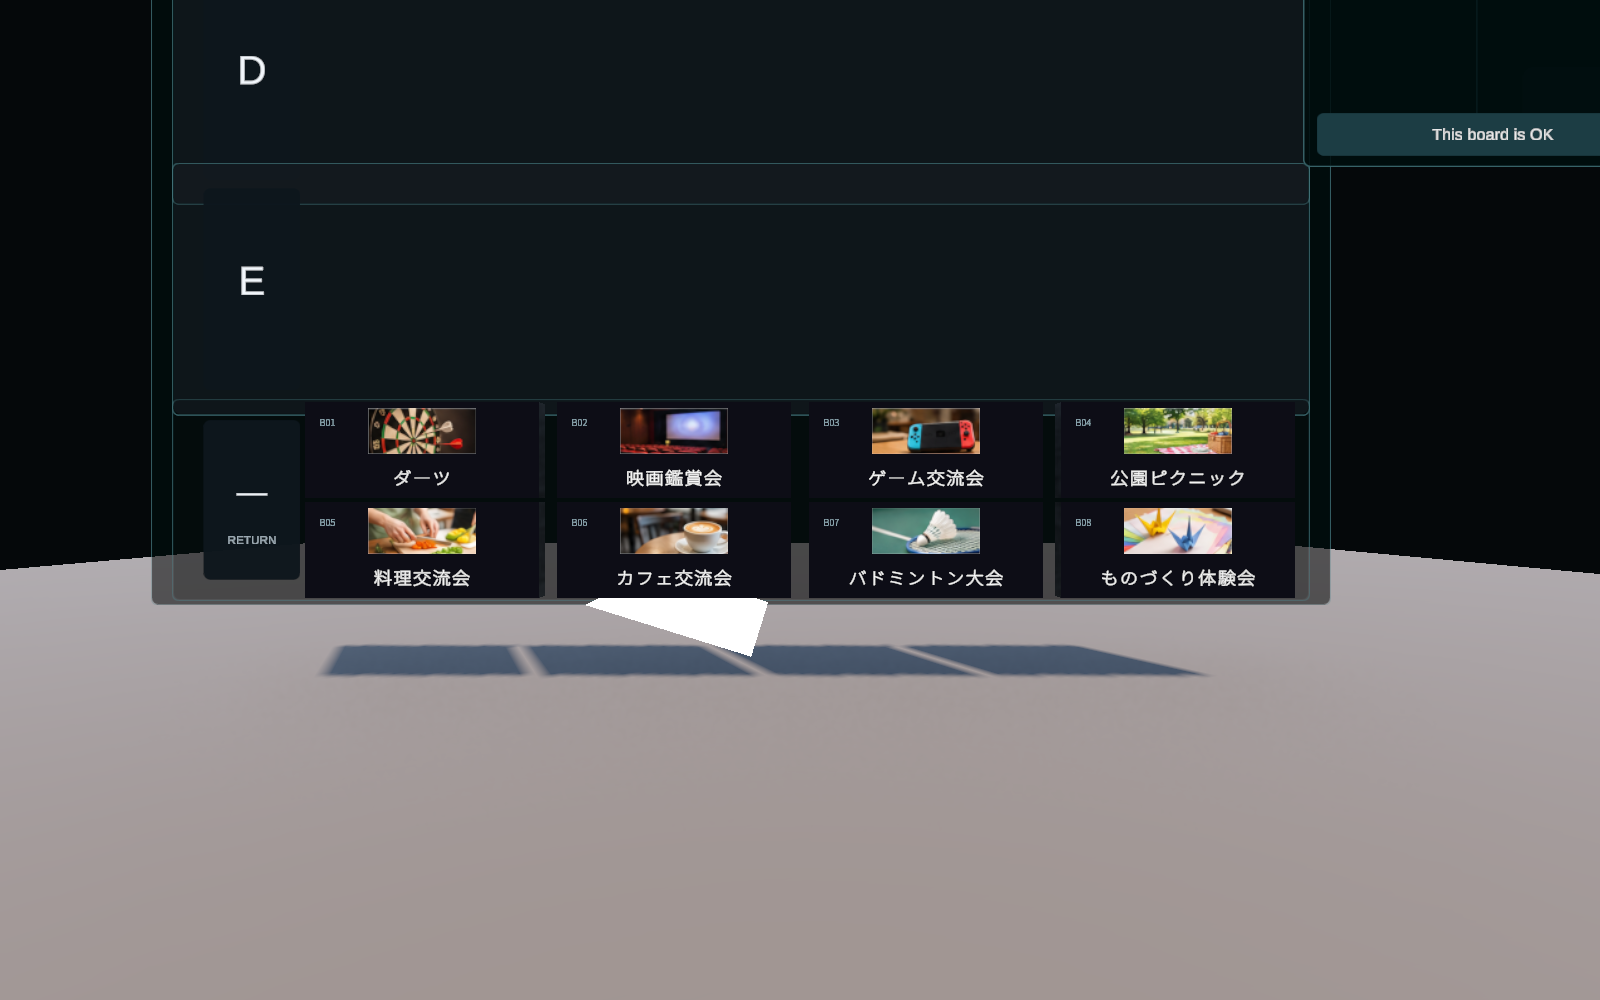 D
This board is OK
E
B01
B02
B03
B04
ダーツ
映画鑑賞会
ゲーム交流会
公園ピクニック
—
RETURN
B05
B06
B07
B08
料理交流会
カフェ交流会
バドミントン大会
ものづくり体験会